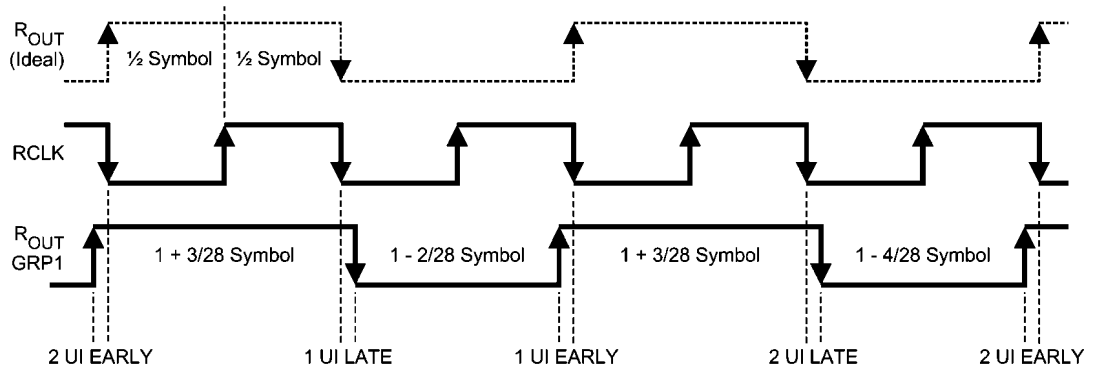 ROUT
(Ideal)
½ Symbol
½ Symbol
RCLK
ROUT
GRP1
1 + 3/28 Symbol
1 - 2/28 Symbol
1 + 3/28 Symbol
1 - 4/28 Symbol
2 UI EARLY
1 UI LATE
1 UI EARLY
2 UI LATE
2 UI EARLY